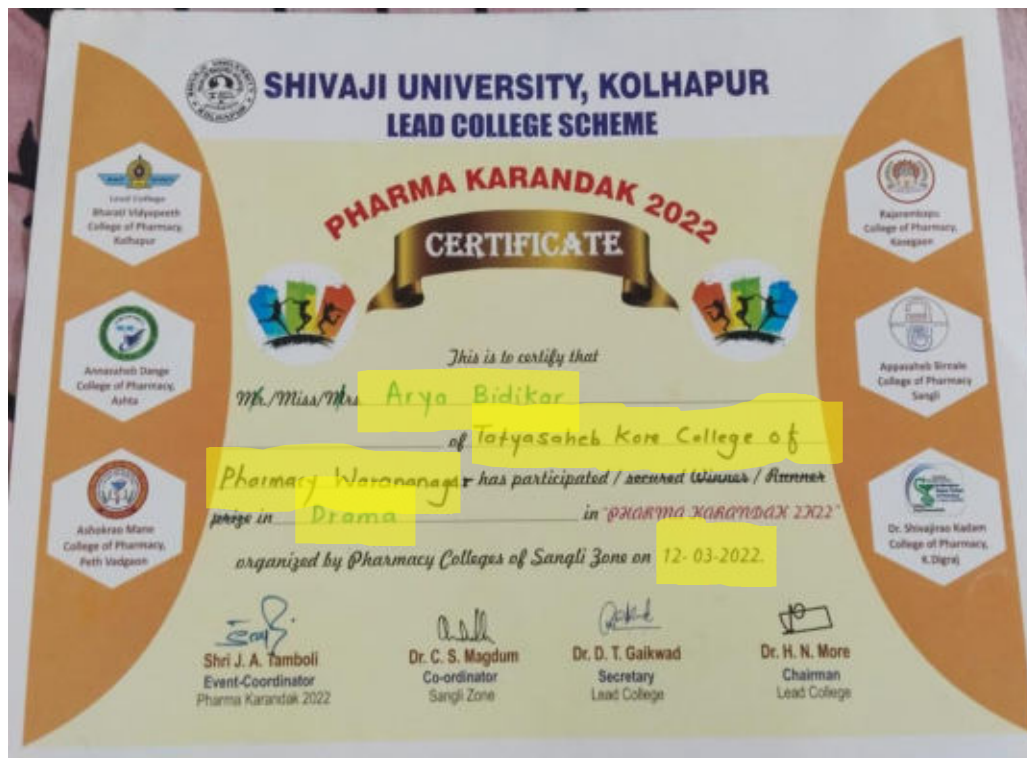 SHIVAJI UNIVERSITY, KOLHAPUR
LEAD COLLEGE SCHEME
PHARMA KARANDAK 2022
CERTIFICATE
SHIVAJI UNIVERSITY
KOLHAPUR
Lead College
Bharati Vidyapeeth
College of Pharmacy,
Kolhapur
Annasaheb Dange
College of Pharmacy,
Ashta
Ashokrao Mane
College of Pharmacy,
Peth Vadgaon
Rajarambapu
College of Pharmacy,
Kasegaon
Appasaheb Birnale
College of Pharmacy
Sangli
Dr. Shivajirao Kadam
College of Pharmacy,
K.Digraj
This is to certify that
Mr./Miss/Mrs Arya Bidikar
of Tatyasaheb Kore College of
Pharmacy Warananagar has participated / secured Winner / Runner
prize in Drama in "PHARMA KARANDAK 2K22"
organized by Pharmacy Colleges of Sangli Zone on 12-03-2022.
Shri J. A. Tamboli
Event-Coordinator
Pharma Karandak 2022
Dr. C. S. Magdum
Co-ordinator
Sangli Zone
Dr. D. T. Gaikwad
Secretary
Lead College
Dr. H. N. More
Chairman
Lead College